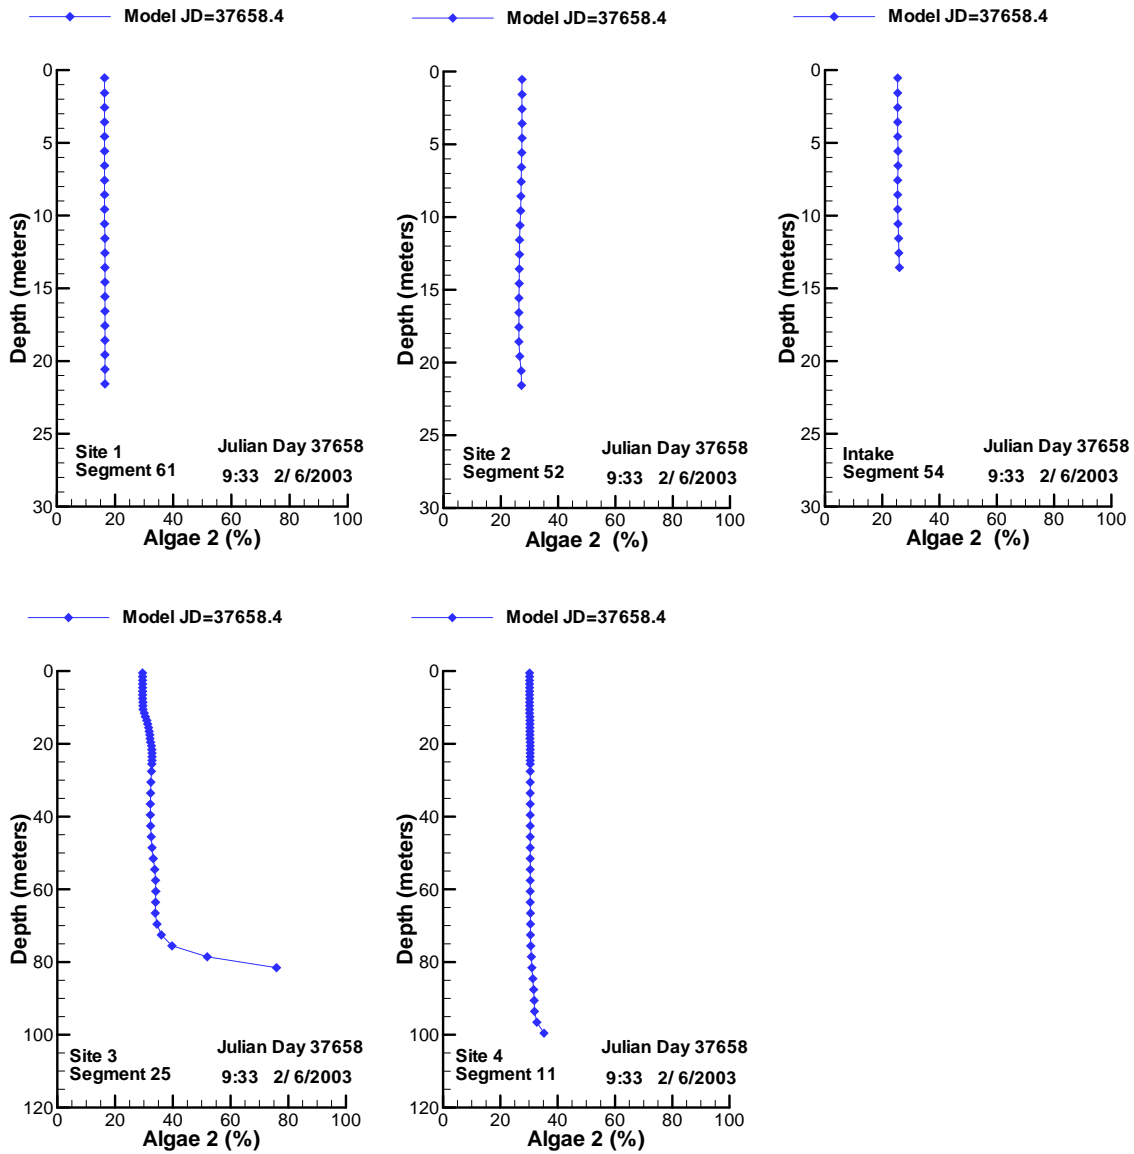 Model JD=37658.4
0
5
10
15
20
25
30
Depth (meters)
Site 1
Segment 61
Julian Day 37658
9:33 2/ 6/2003
0 20 40 60 80 100
Algae 2 (%)
Model JD=37658.4
0
5
10
15
20
25
30
Depth (meters)
Site 2
Segment 52
Julian Day 37658
9:33 2/ 6/2003
0 20 40 60 80 100
Algae 2 (%)
Model JD=37658.4
0
5
10
15
20
25
30
Depth (meters)
Intake
Segment 54
Julian Day 37658
9:33 2/ 6/2003
0 20 40 60 80 100
Algae 2 (%)
Model JD=37658.4
0
20
40
60
80
100
120
Depth (meters)
Site 3
Segment 25
Julian Day 37658
9:33 2/ 6/2003
0 20 40 60 80 100
Algae 2 (%)
Model JD=37658.4
0
20
40
60
80
100
120
Depth (meters)
Site 4
Segment 11
Julian Day 37658
9:33 2/ 6/2003
0 20 40 60 80 100
Algae 2 (%)